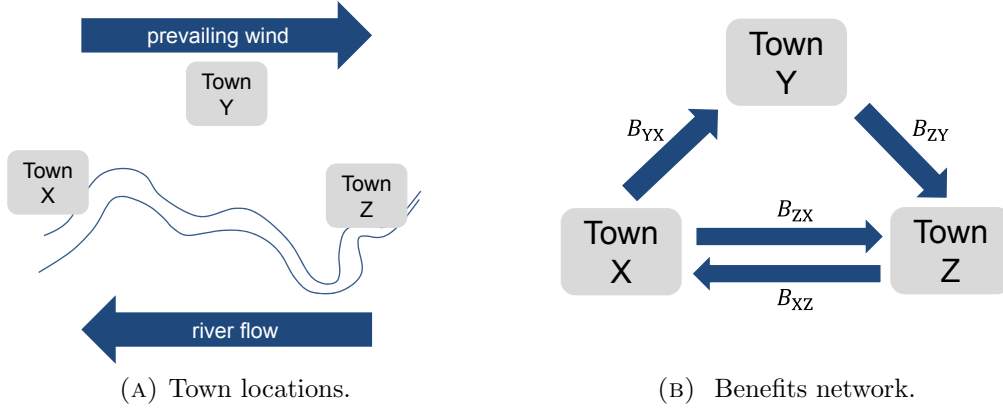 prevailing wind
Town
Y
Town
X
Town
Z
river flow
(A) Town locations.
Town
Y
B_YX
B_ZY
B_ZX
Town
X
Town
Z
B_XZ
(B) Benefits network.